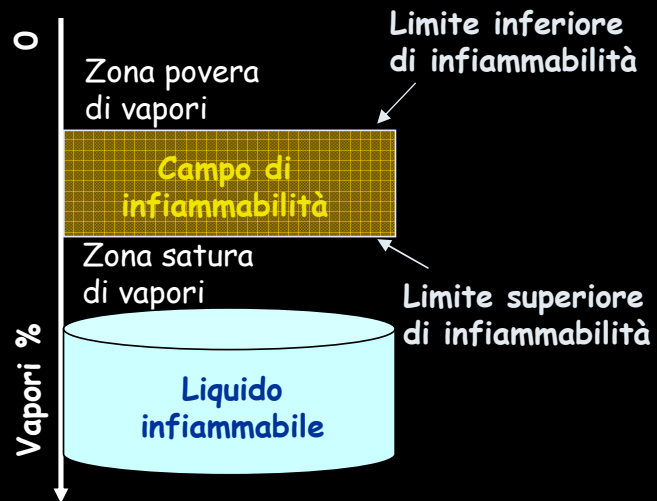 0
Limite inferiore
di infiammabilità
Zona povera
di vapori
Campo di
infiammabilità
Zona satura
di vapori
Limite superiore
di infiammabilità
Vapori %
Liquido
infiammabile